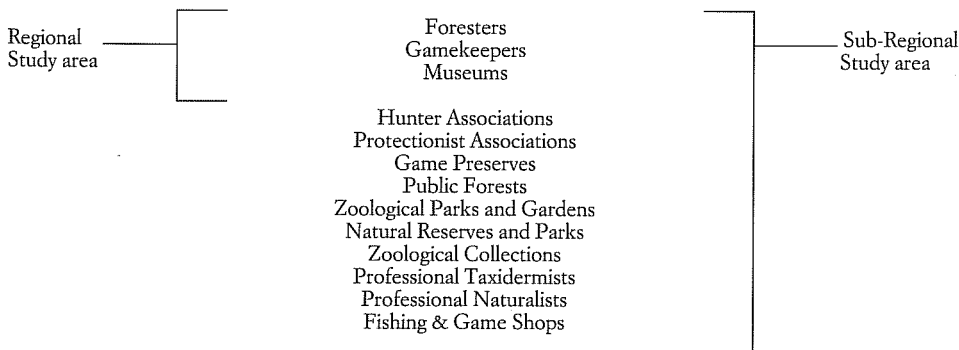 Regional
Study area
Foresters
Gamekeepers
Museums
Hunter Associations
Protectionist Associations
Game Preserves
Public Forests
Zoological Parks and Gardens
Natural Reserves and Parks
Zoological Collections
Professional Taxidermists
Professional Naturalists
Fishing & Game Shops
Sub-Regional
Study area